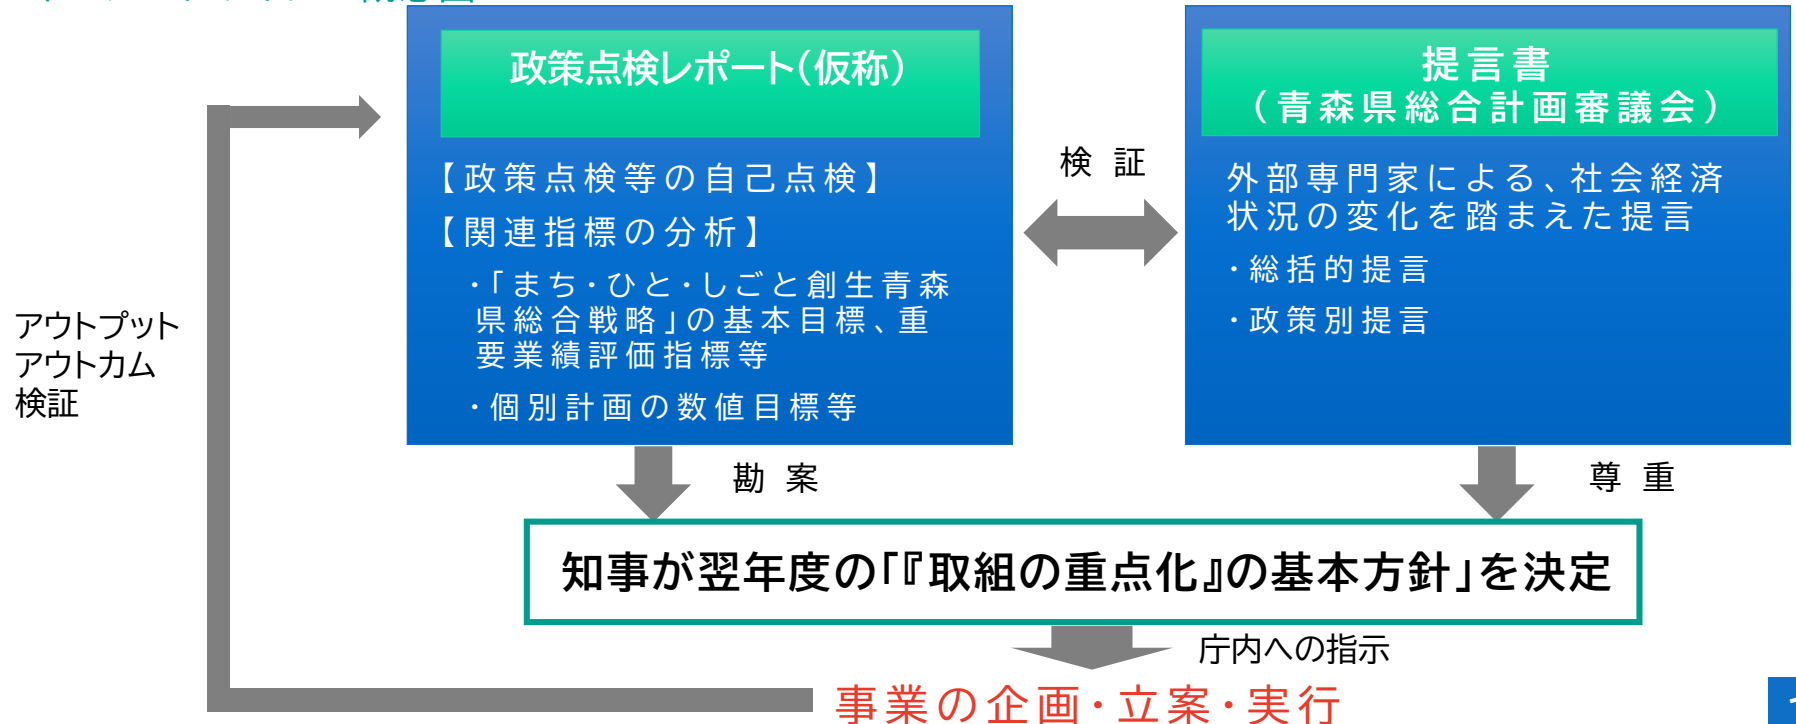 政策点検レポート(仮称)
【政策点検等の自己点検】
【関連指標の分析】
・「まち・ひと・しごと創生青森
県総合戦略」の基本目標、重
要業績評価指標等
・個別計画の数値目標等
検 証
提言書
(青森県総合計画審議会)
外部専門家による、社会経済
状況の変化を踏まえた提言
・総括的提言
・政策別提言
アウトプット
アウトカム
検証
勘 案
尊 重
知事が翌年度の「『取組の重点化』の基本方針」を決定
庁内への指示
事業の企画・立案・実行